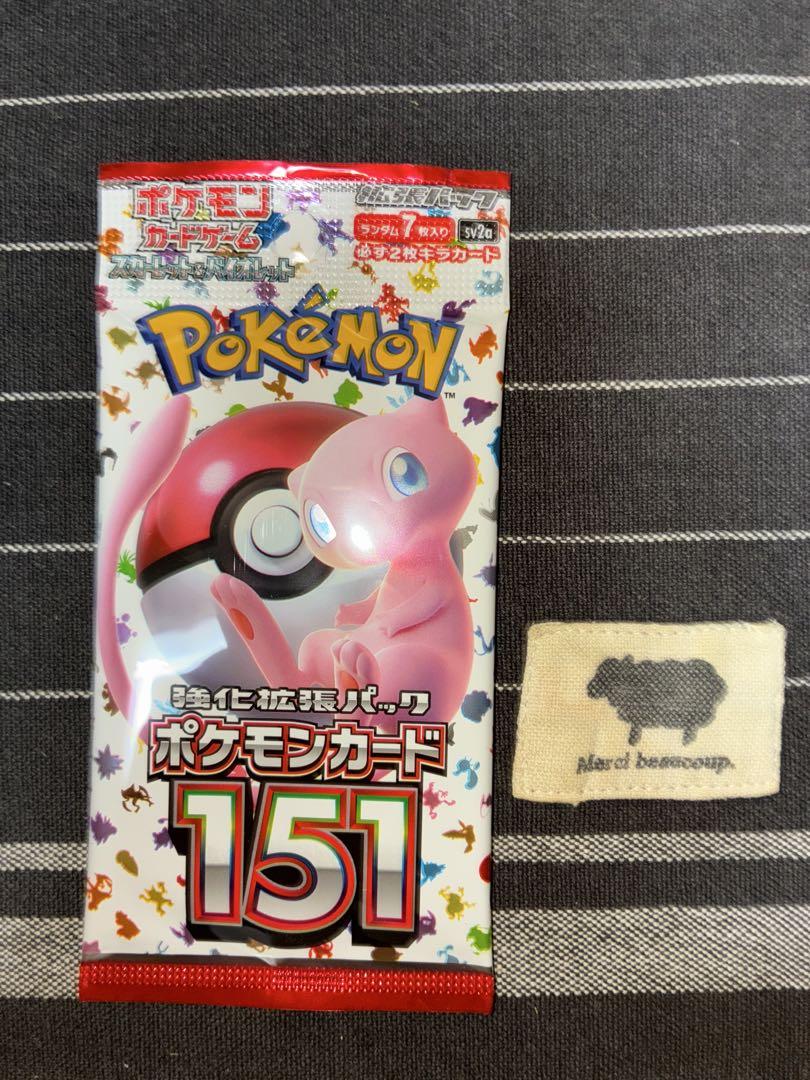 ポケモン
カードゲーム
スカーレット&バイオレット
拡張パック
ランダム7枚入り
sv2a
必ず2枚キラカード
POKéMON
TM
強化拡張パック
ポケモンカード
151
Merci beaucoup.